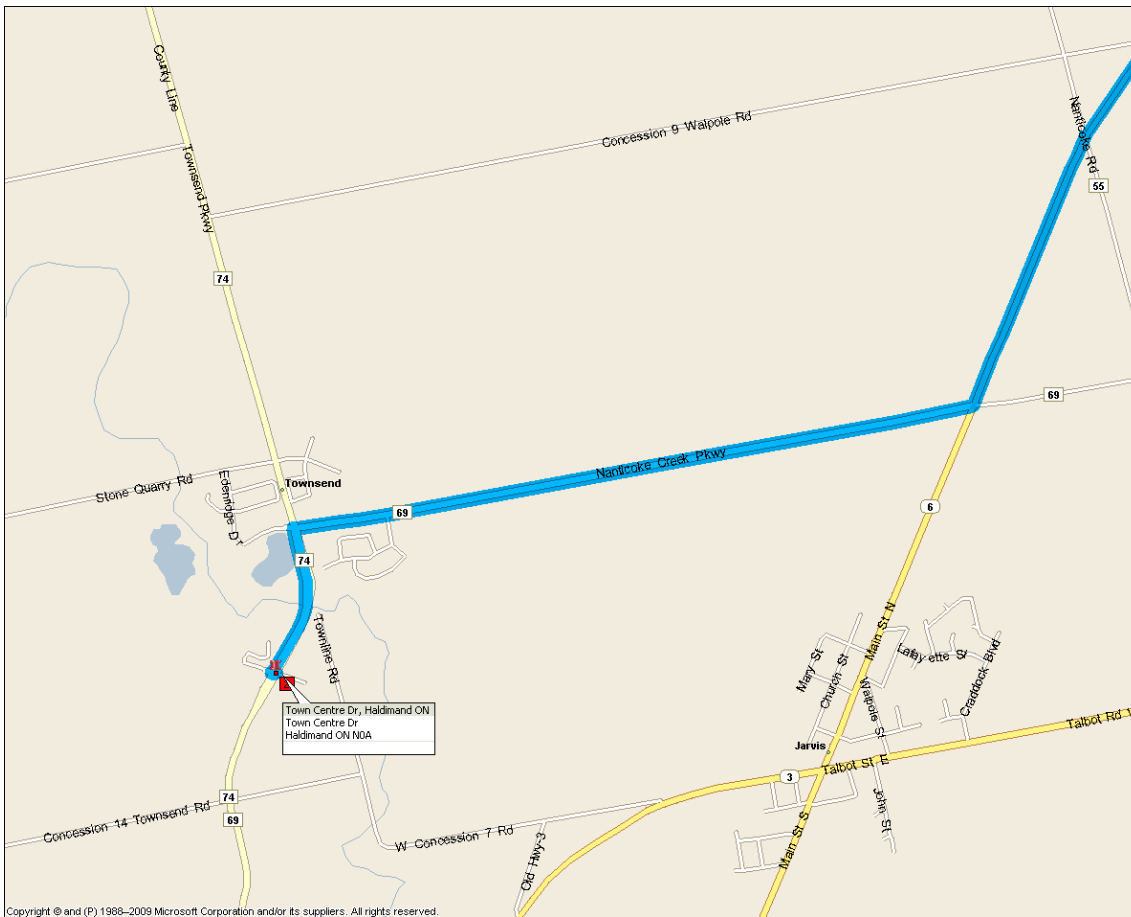 County Line
Townsend Pkwy
Concession 9 Walpole Rd
Nanticoke Rd
55
74
69
Stone Quarry Rd
Edenridge Dr
Townsend
Nanticoke Creek Pkwy
69
74
6
Townline Rd
Main St N
Mary St
Church St
Lafayette St
Craddock Blvd
Walpole St
Town Centre Dr, Haldimand ON
Town Centre Dr
Haldimand ON N0A
Jarvis
Talbot Rd
Talbot St E
3
74
69
Concession 14 Townsend Rd
W Concession 7 Rd
Old Hwy-3
John St
Main St S
Copyright © and (P) 1988–2009 Microsoft Corporation and/or its suppliers. All rights reserved.